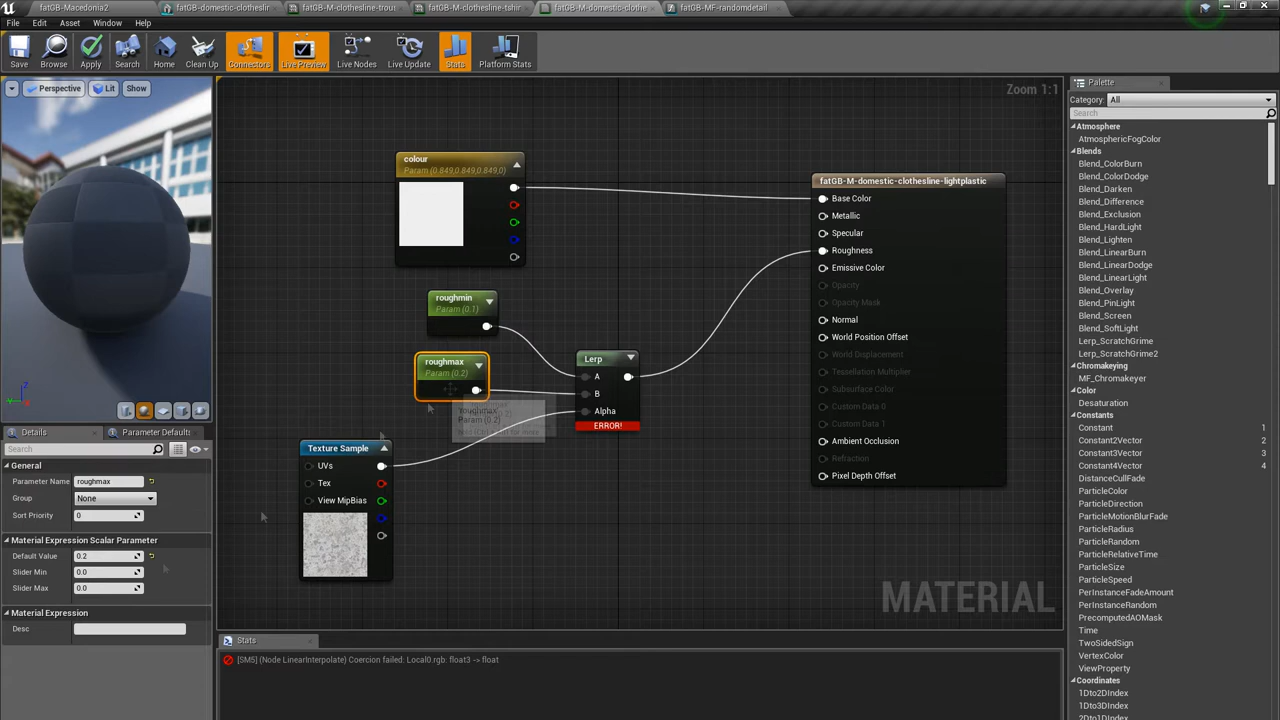 fatGB-Macedonia2
fatGB-domestic-clotheslin
fatGB-M-clothesline-trou
fatGB-M-clothesline-tshir
fatGB-M-domestic-clothe
fatGB-MF-randomdetail
File
Edit
Asset
Window
Help
Save
Browse
Apply
Search
Home
Clean Up
Connectors
Live Preview
Live Nodes
Live Update
Stats
Platform Stats
Perspective
Lit
Show
Zoom 1:1
colour
Param (0.849,0.849,0.849,0)
roughmin
Param (0.1)
roughmax
Param (0.2)
roughmax
Param (0.2)
Lerp
A
B
Alpha
ERROR!
Texture Sample
UVs
Tex
View MipBias
fatGB-M-domestic-clothesline-lightplastic
Base Color
Metallic
Specular
Roughness
Emissive Color
Opacity
Opacity Mask
Normal
World Position Offset
World Displacement
Tessellation Multiplier
Subsurface Color
Custom Data 0
Custom Data 1
Ambient Occlusion
Refraction
Pixel Depth Offset
MATERIAL
Details
Parameter Defaults
Search
General
Parameter Name roughmax
Group None
Sort Priority 0
Material Expression Scalar Parameter
Default Value 0.2
Slider Min 0.0
Slider Max 0.0
Material Expression
Desc
Stats
[SM5] (Node LinearInterpolate) Coercion failed: Local0.rgb: float3 -> float
Palette
Category: All
Search
Atmosphere
AtmosphericFogColor
Blends
Blend_ColorBurn
Blend_ColorDodge
Blend_Darken
Blend_Difference
Blend_Exclusion
Blend_HardLight
Blend_Lighten
Blend_LinearBurn
Blend_LinearDodge
Blend_LinearLight
Blend_Overlay
Blend_PinLight
Blend_Screen
Blend_SoftLight
Lerp_ScratchGrime
Lerp_ScratchGrime2
Chromakeying
MF_Chromakeyer
Color
Desaturation
Constants
Constant 1
Constant2Vector 2
Constant3Vector 3
Constant4Vector 4
DistanceCullFade
ParticleColor
ParticleDirection
ParticleMotionBlurFade
ParticleRadius
ParticleRandom
ParticleRelativeTime
ParticleSize
ParticleSpeed
PerInstanceFadeAmount
PerInstanceRandom
PrecomputedAOMask
Time
TwoSidedSign
VertexColor
ViewProperty
Coordinates
1Dto2DIndex
1Dto3DIndex
2Dto1DIndex